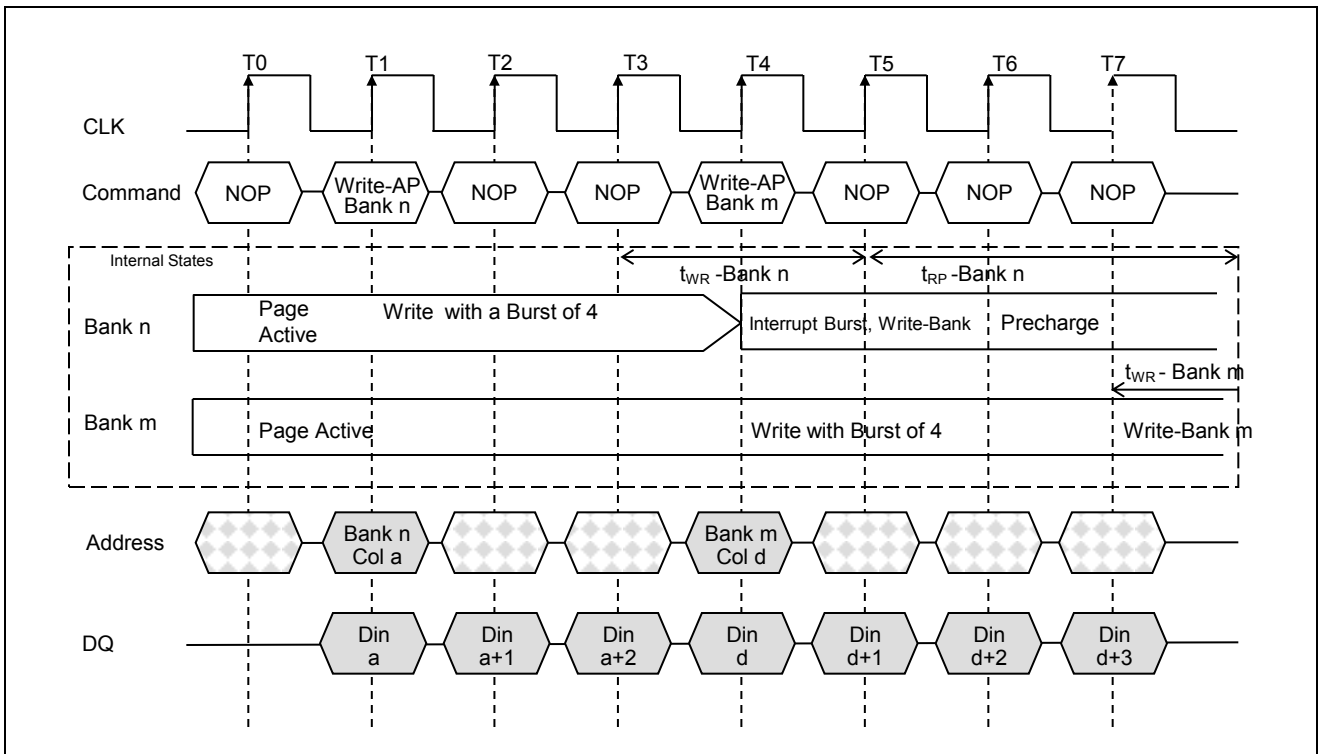 T0 T1 T2 T3 T4 T5 T6 T7
CLK
Command NOP Write-AP Bank n NOP NOP Write-AP Bank m NOP NOP NOP
Internal States
tWR -Bank n tRP -Bank n
Bank n Page Active Write with a Burst of 4 Interrupt Burst, Write-Bank Precharge
tWR - Bank m
Bank m Page Active Write with Burst of 4 Write-Bank m
Address Bank n Col a Bank m Col d
DQ Din a Din a+1 Din a+2 Din d Din d+1 Din d+2 Din d+3